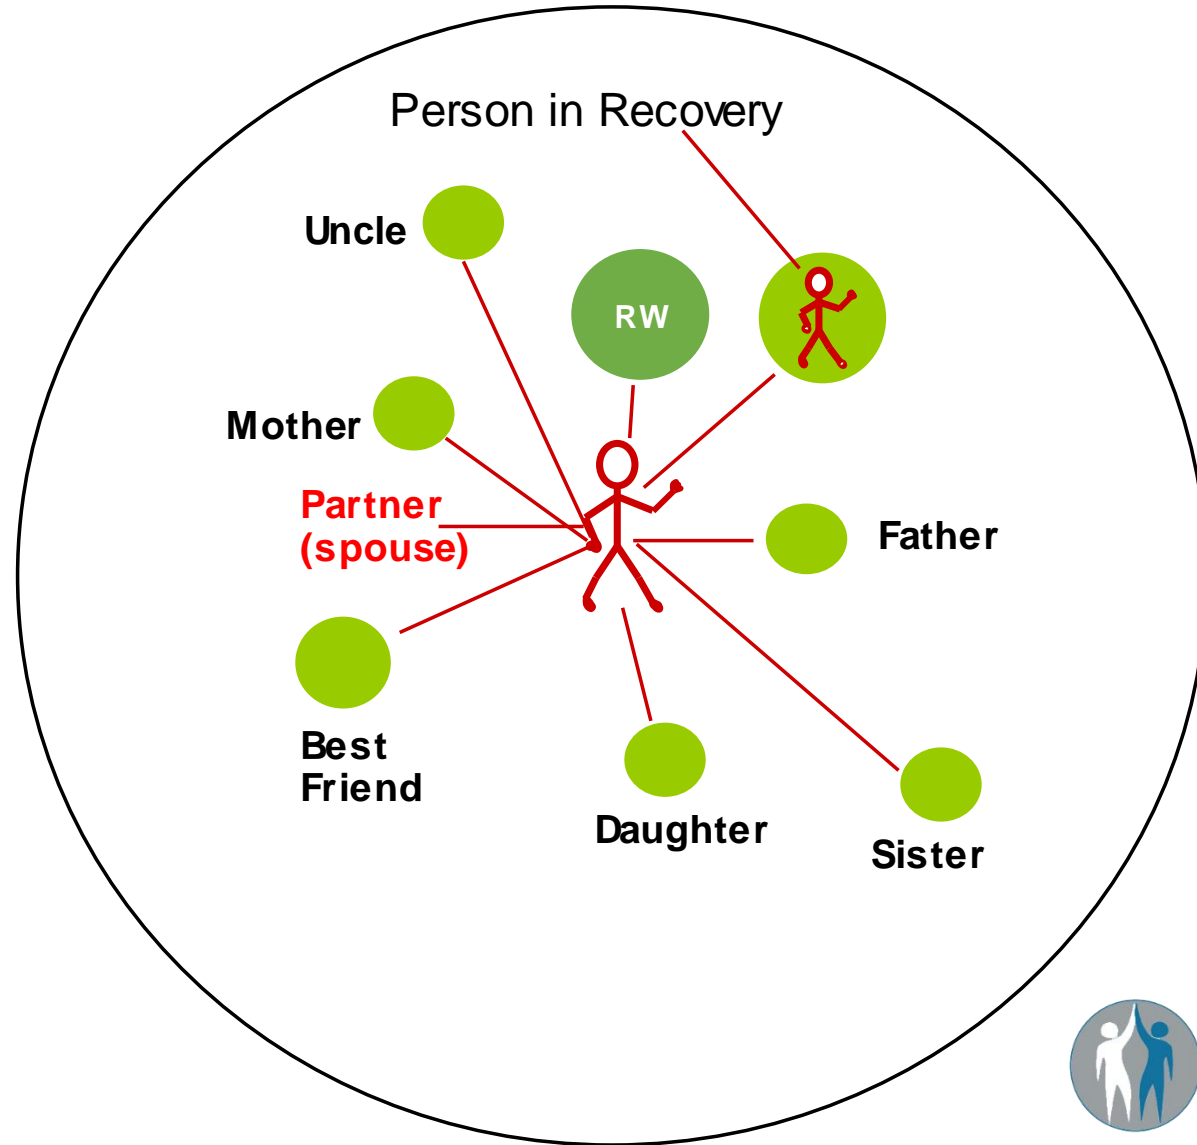 Person in Recovery
Uncle
RW
Mother
Partner
(spouse)
Father
Best
Friend
Daughter
Sister